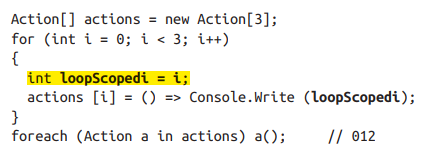 Action[] actions = new Action[3];
for (int i = 0; i < 3; i++)
{
  int loopScopedi = i;
  actions [i] = () => Console.Write (loopScopedi);
}
foreach (Action a in actions) a();     // 012